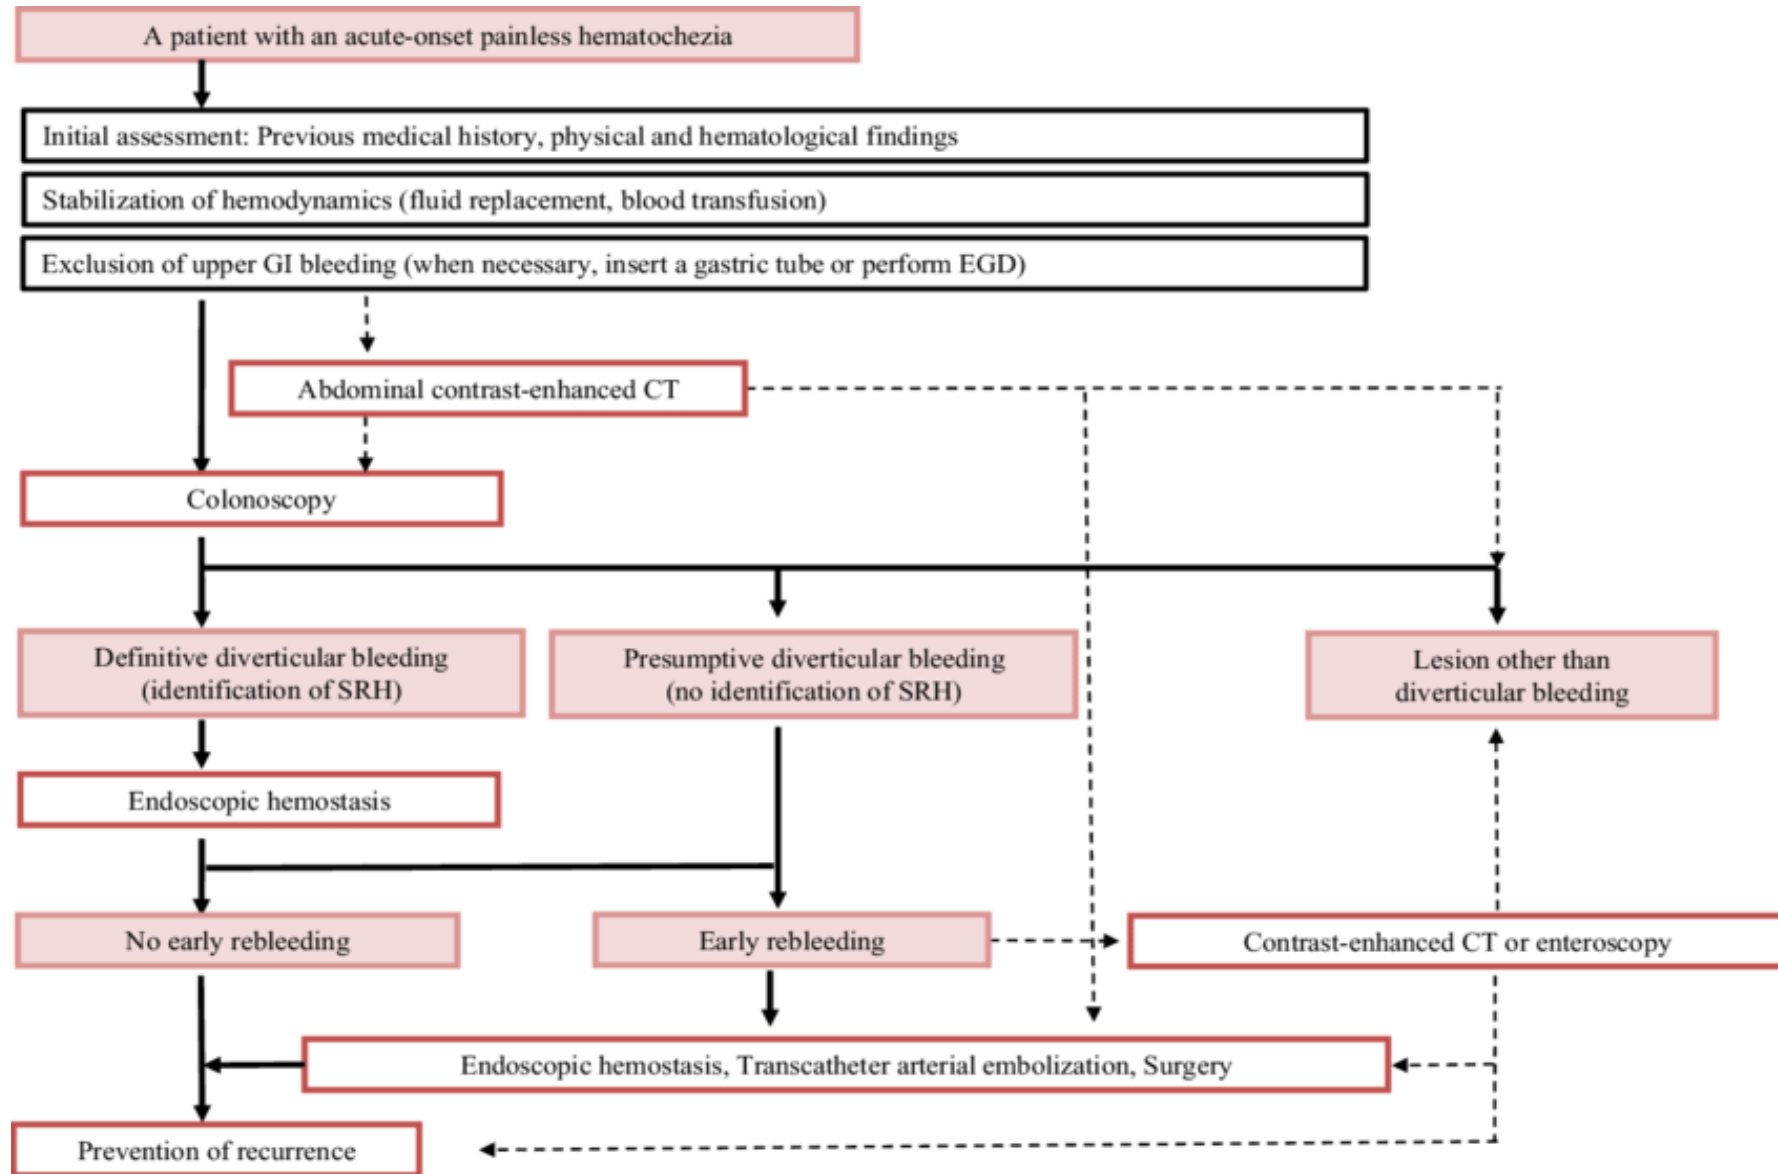 A patient with an acute-onset painless hematochezia
Initial assessment: Previous medical history, physical and hematological findings
Stabilization of hemodynamics (fluid replacement, blood transfusion)
Exclusion of upper GI bleeding (when necessary, insert a gastric tube or perform EGD)
Abdominal contrast-enhanced CT
Colonoscopy
Definitive diverticular bleeding
(identification of SRH)
Presumptive diverticular bleeding
(no identification of SRH)
Lesion other than
diverticular bleeding
Endoscopic hemostasis
No early rebleeding
Early rebleeding
Contrast-enhanced CT or enteroscopy
Endoscopic hemostasis, Transcatheter arterial embolization, Surgery
Prevention of recurrence